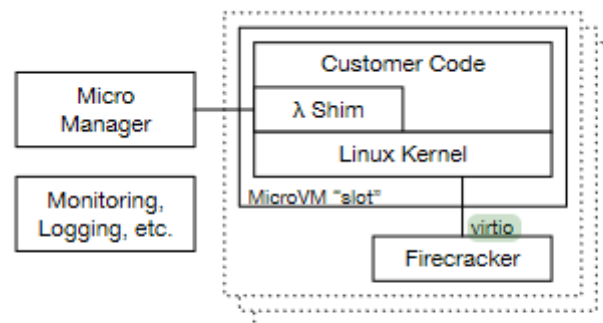 Micro
Manager
Monitoring,
Logging, etc.
Customer Code
λ Shim
Linux Kernel
MicroVM "slot"
virtio
Firecracker